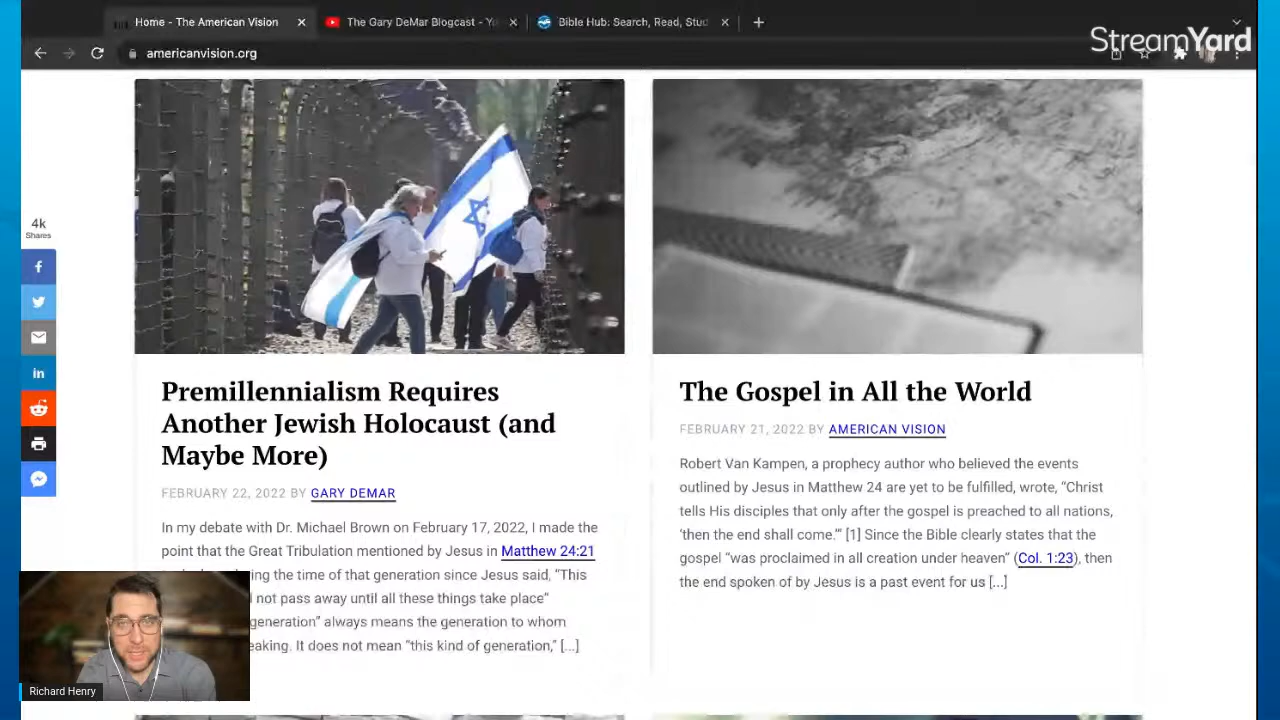 Home - The American Vision
The Gary DeMar Blogcast - Yo
Bible Hub: Search, Read, Stud
StreamYard
americanvision.org
4k
Shares
Premillennialism Requires
Another Jewish Holocaust (and
Maybe More)
FEBRUARY 22, 2022 BY GARY DEMAR
In my debate with Dr. Michael Brown on February 17, 2022, I made the
point that the Great Tribulation mentioned by Jesus in Matthew 24:21
ing the time of that generation since Jesus said, “This
not pass away until all these things take place”
generation” always means the generation to whom
eaking. It does not mean “this kind of generation,” [...]
The Gospel in All the World
FEBRUARY 21, 2022 BY AMERICAN VISION
Robert Van Kampen, a prophecy author who believed the events
outlined by Jesus in Matthew 24 are yet to be fulfilled, wrote, “Christ
tells His disciples that only after the gospel is preached to all nations,
‘then the end shall come.’” [1] Since the Bible clearly states that the
gospel “was proclaimed in all creation under heaven” (Col. 1:23), then
the end spoken of by Jesus is a past event for us [...]
Richard Henry